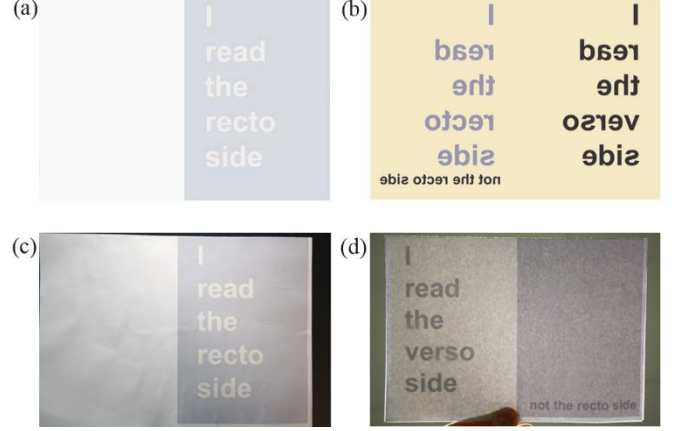 (a)
I
read
the
recto
side
(b)
I
read
the
recto
side
not the recto side
I
read
the
verso
side
(c)
I
read
the
recto
side
(d)
I
read
the
verso
side
not the recto side